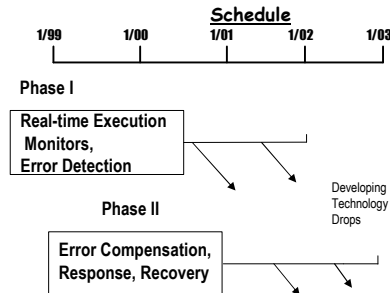 Schedule
1/99 1/00 1/01 1/02 1/03
Phase I
Real-time Execution
Monitors,
Error Detection
Developing
Technology
Drops
Phase II
Error Compensation,
Response, Recovery